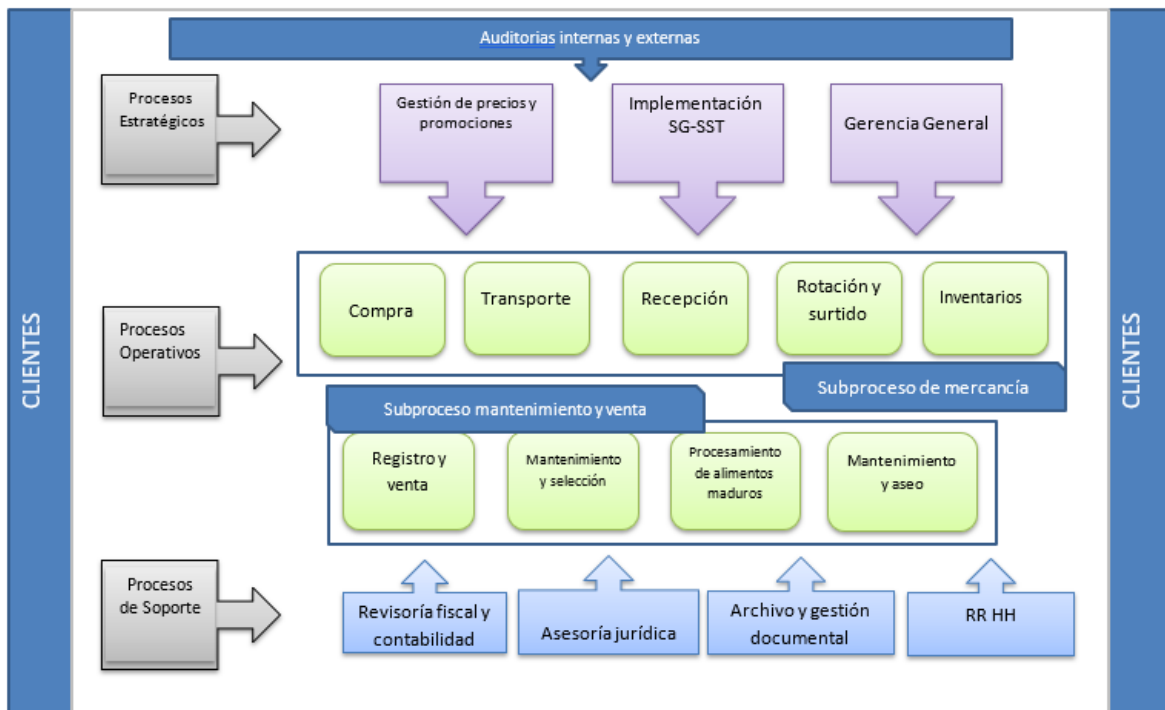 Auditorias internas y externas
CLIENTES
CLIENTES
Procesos
Estratégicos
Gestión de precios y
promociones
Implementación
SG-SST
Gerencia General
Procesos
Operativos
Compra
Transporte
Recepción
Rotación y
surtido
Inventarios
Subproceso de mercancía
Subproceso mantenimiento y venta
Registro y
venta
Mantenimiento
y selección
Procesamiento
de alimentos
maduros
Mantenimiento
y aseo
Procesos
de Soporte
Revisoría fiscal y
contabilidad
Asesoría jurídica
Archivo y gestión
documental
RR HH